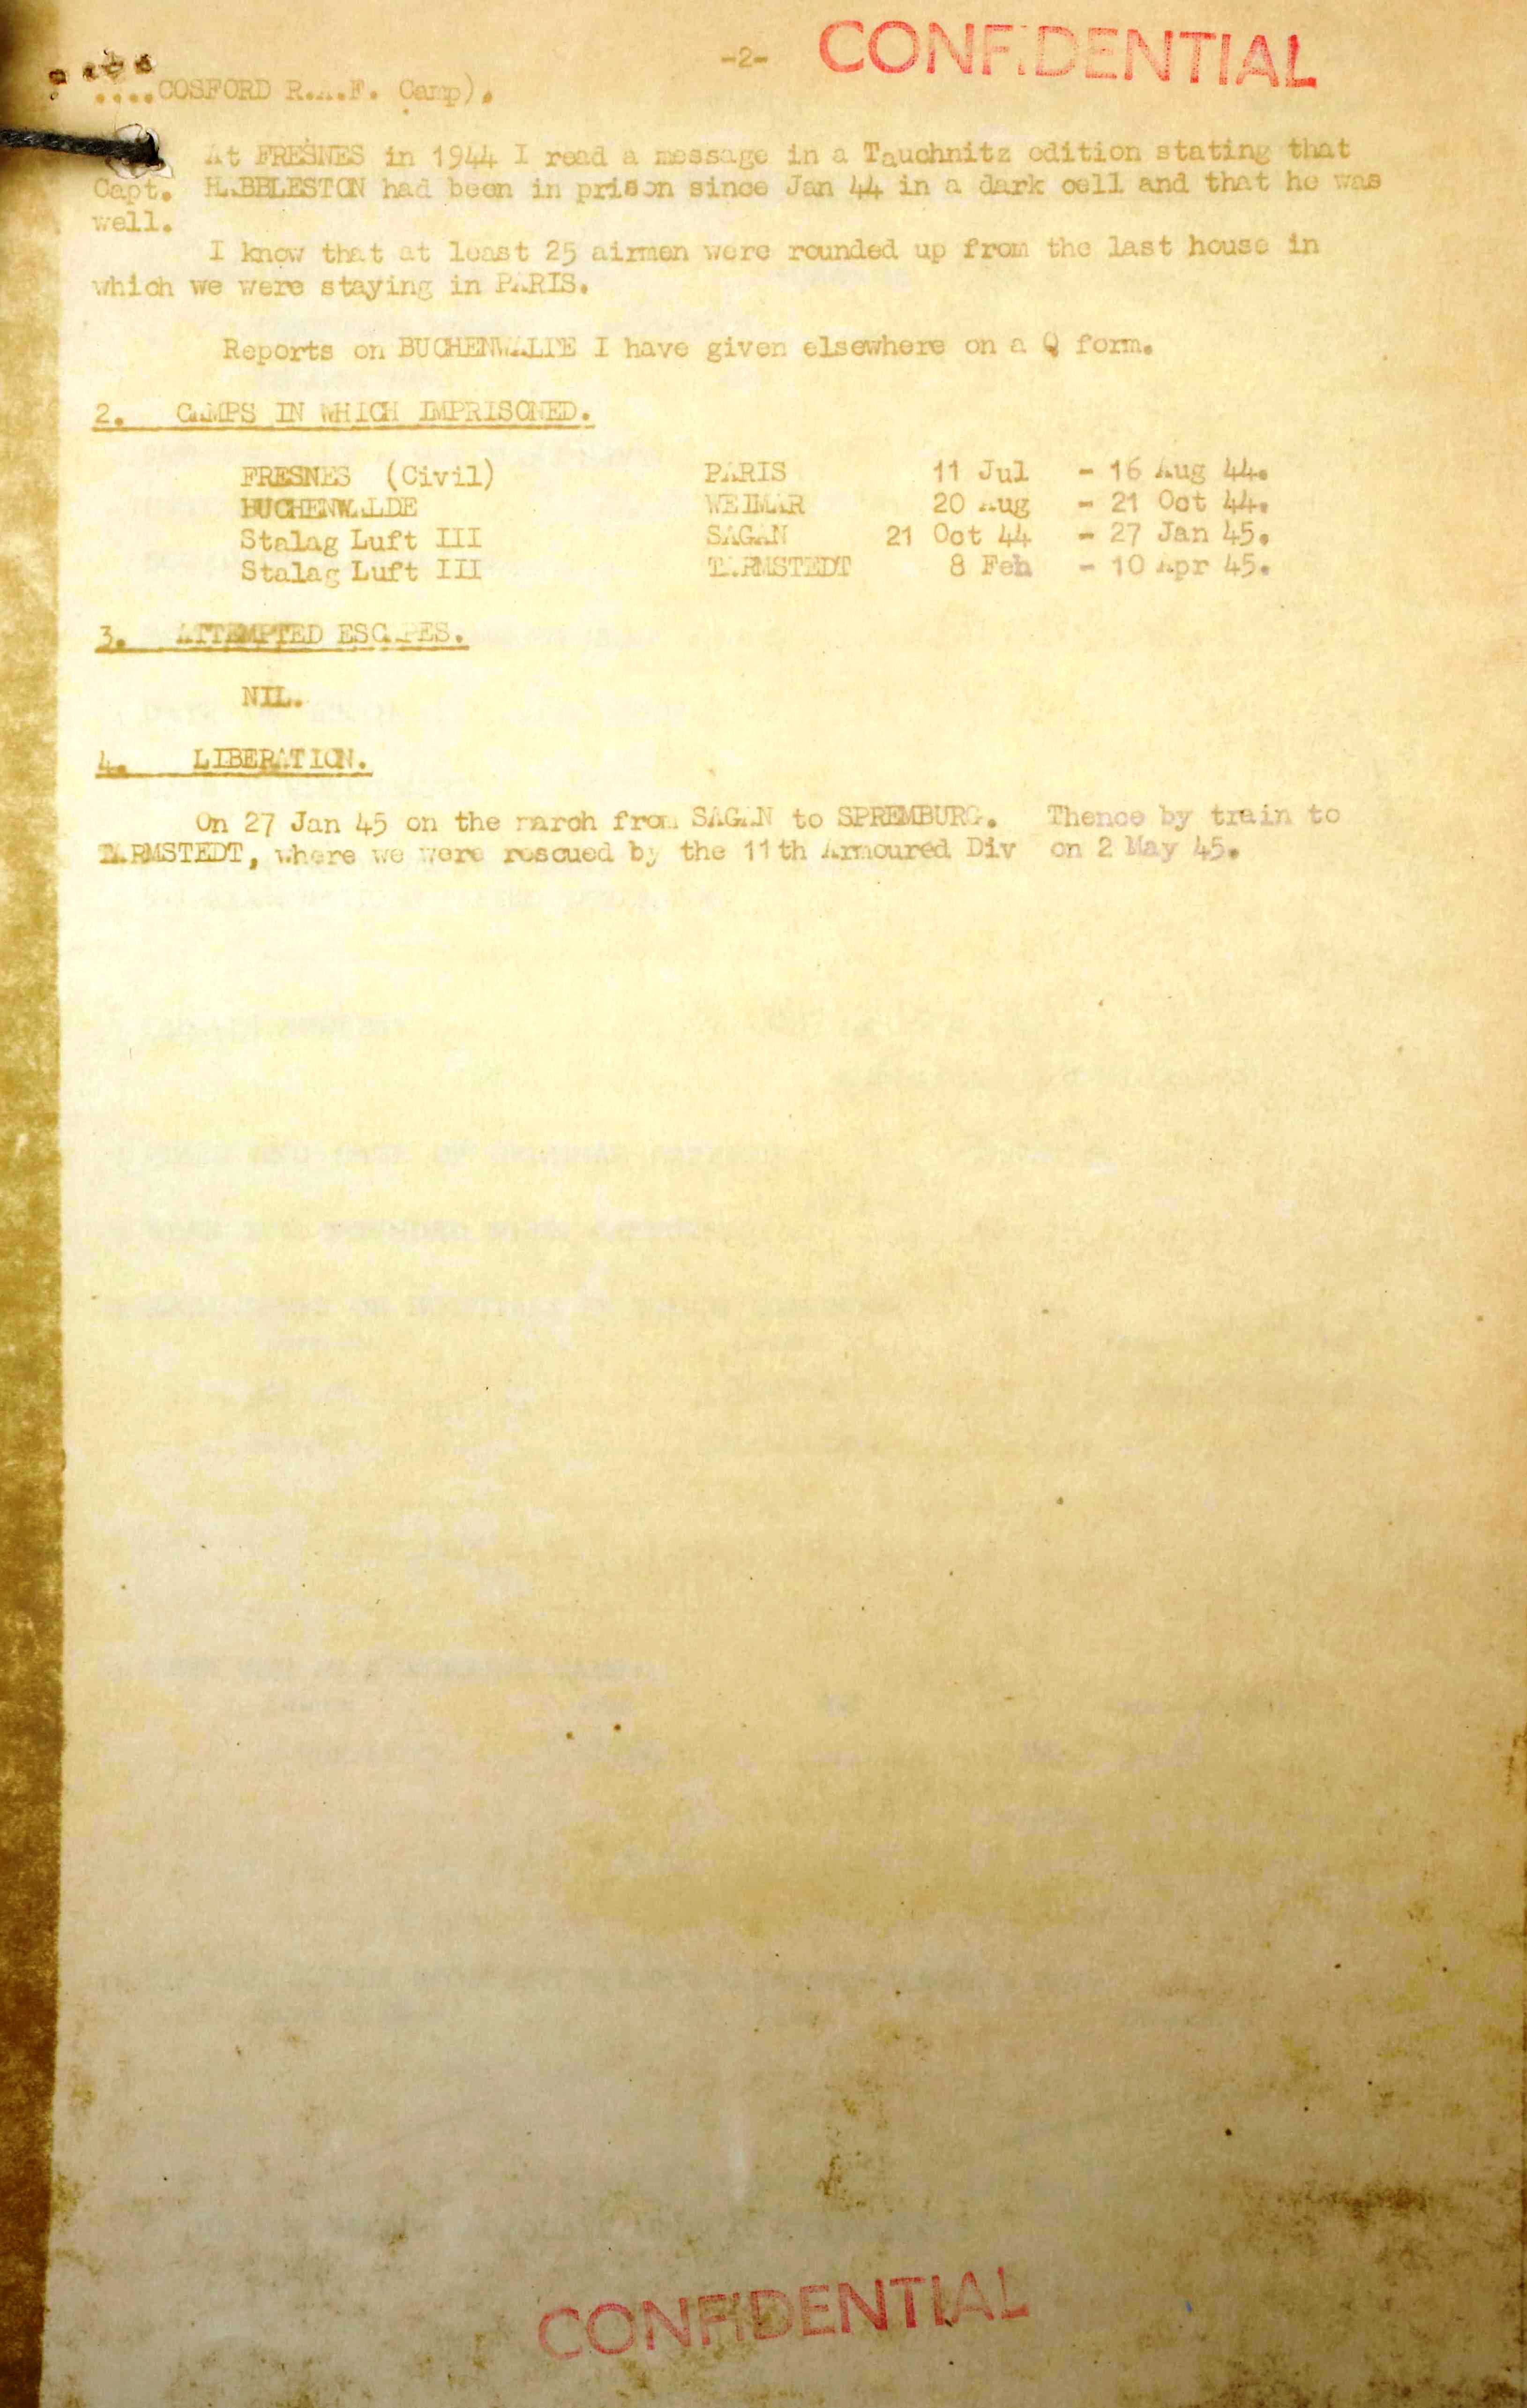 -2- CONFIDENTIAL
....COSFORD R.A.F. Camp).
At FRESNES in 1944 I read a message in a Tauchnitz edition stating that
Capt. HABBLESTON had been in prison since Jan 44 in a dark cell and that he was
well.
I know that at least 25 airmen were rounded up from the last house in
which we were staying in PARIS.
Reports on BUCHENWALDE I have given elsewhere on a Q form.
2. CAMPS IN WHICH IMPRISONED.
FRESNES (Civil) PARIS 11 Jul - 16 Aug 44.
BUCHENWALDE WEIMAR 20 Aug - 21 Oct 44.
Stalag Luft III SAGAN 21 Oct 44 - 27 Jan 45.
Stalag Luft III TARMSTEDT 8 Feb - 10 Apr 45.
3. ATTEMPTED ESCAPES.
NIL.
4. LIBERATION.
On 27 Jan 45 on the march from SAGAN to SPREMBURG. Thence by train to
TARMSTEDT, where we were rescued by the 11th Armoured Div on 2 May 45.
CONFIDENTIAL